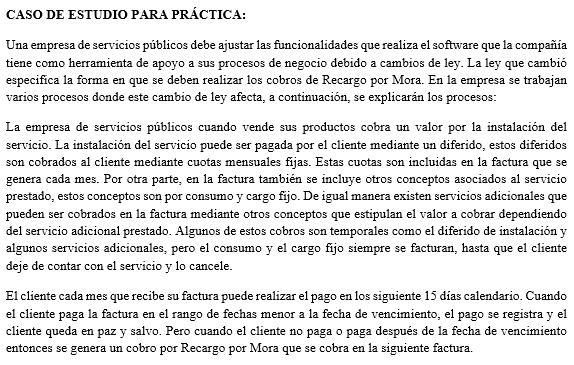 CASO DE ESTUDIO PARA PRÁCTICA:
Una empresa de servicios públicos debe ajustar las funcionalidades que realiza el software que la compañía
tiene como herramienta de apoyo a sus procesos de negocio debido a cambios de ley. La ley que cambió
especifica la forma en que se deben realizar los cobros de Recargo por Mora. En la empresa se trabajan
varios procesos donde este cambio de ley afecta, a continuación, se explicarán los procesos:
La empresa de servicios públicos cuando vende sus productos cobra un valor por la instalación del
servicio. La instalación del servicio puede ser pagada por el cliente mediante un diferido, estos diferidos
son cobrados al cliente mediante cuotas mensuales fijas. Estas cuotas son incluidas en la factura que se
genera cada mes. Por otra parte, en la factura también se incluye otros conceptos asociados al servicio
prestado, estos conceptos son por consumo y cargo fijo. De igual manera existen servicios adicionales que
pueden ser cobrados en la factura mediante otros conceptos que estipulan el valor a cobrar dependiendo
del servicio adicional prestado. Algunos de estos cobros son temporales como el diferido de instalación y
algunos servicios adicionales, pero el consumo y el cargo fijo siempre se facturan, hasta que el cliente
deje de contar con el servicio y lo cancele.
El cliente cada mes que recibe su factura puede realizar el pago en los siguiente 15 días calendario. Cuando
el cliente paga la factura en el rango de fechas menor a la fecha de vencimiento, el pago se registra y el
cliente queda en paz y salvo. Pero cuando el cliente no paga o paga después de la fecha de vencimiento
entonces se genera un cobro por Recargo por Mora que se cobra en la siguiente factura.